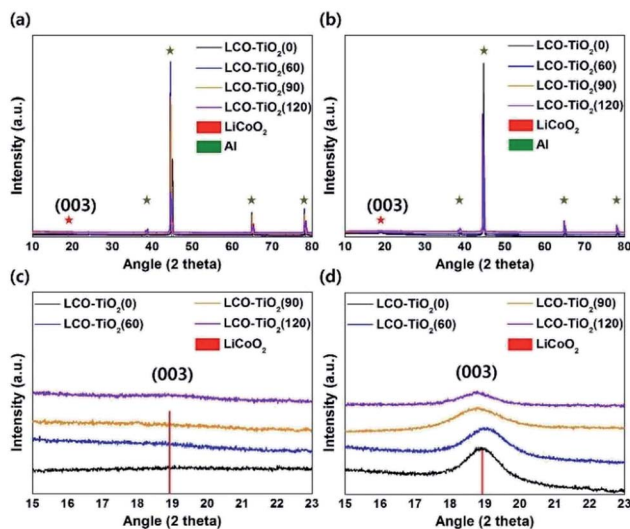 (a)
LCO-TiO2(0)
LCO-TiO2(60)
LCO-TiO2(90)
LCO-TiO2(120)
LiCoO2
Al
(003)
Intensity (a.u.)
10 20 30 40 50 60 70 80
Angle (2 theta)
(b)
LCO-TiO2(0)
LCO-TiO2(60)
LCO-TiO2(90)
LCO-TiO2(120)
LiCoO2
Al
(003)
Intensity (a.u.)
10 20 30 40 50 60 70 80
Angle (2 theta)
(c)
LCO-TiO2(0) LCO-TiO2(90)
LCO-TiO2(60) LCO-TiO2(120)
LiCoO2
(003)
Intensity (a.u.)
15 16 17 18 19 20 21 22 23
Angle (2 theta)
(d)
LCO-TiO2(0) LCO-TiO2(90)
LCO-TiO2(60) LCO-TiO2(120)
LiCoO2
(003)
Intensity (a.u.)
15 16 17 18 19 20 21 22 23
Angle (2 theta)